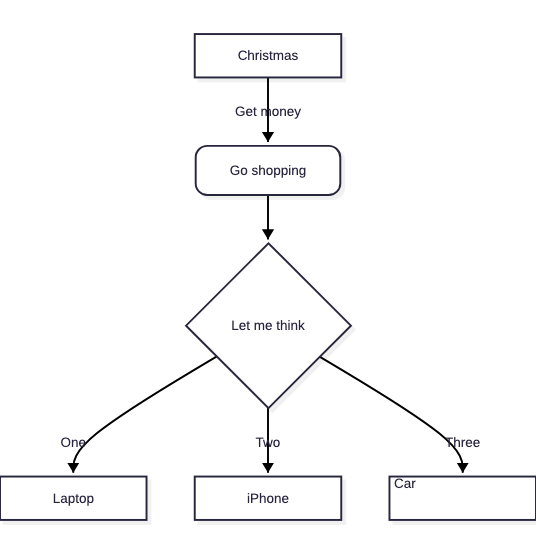 Christmas
Get money
Go shopping
Let me think
One
Two
Three
Laptop
iPhone
Car